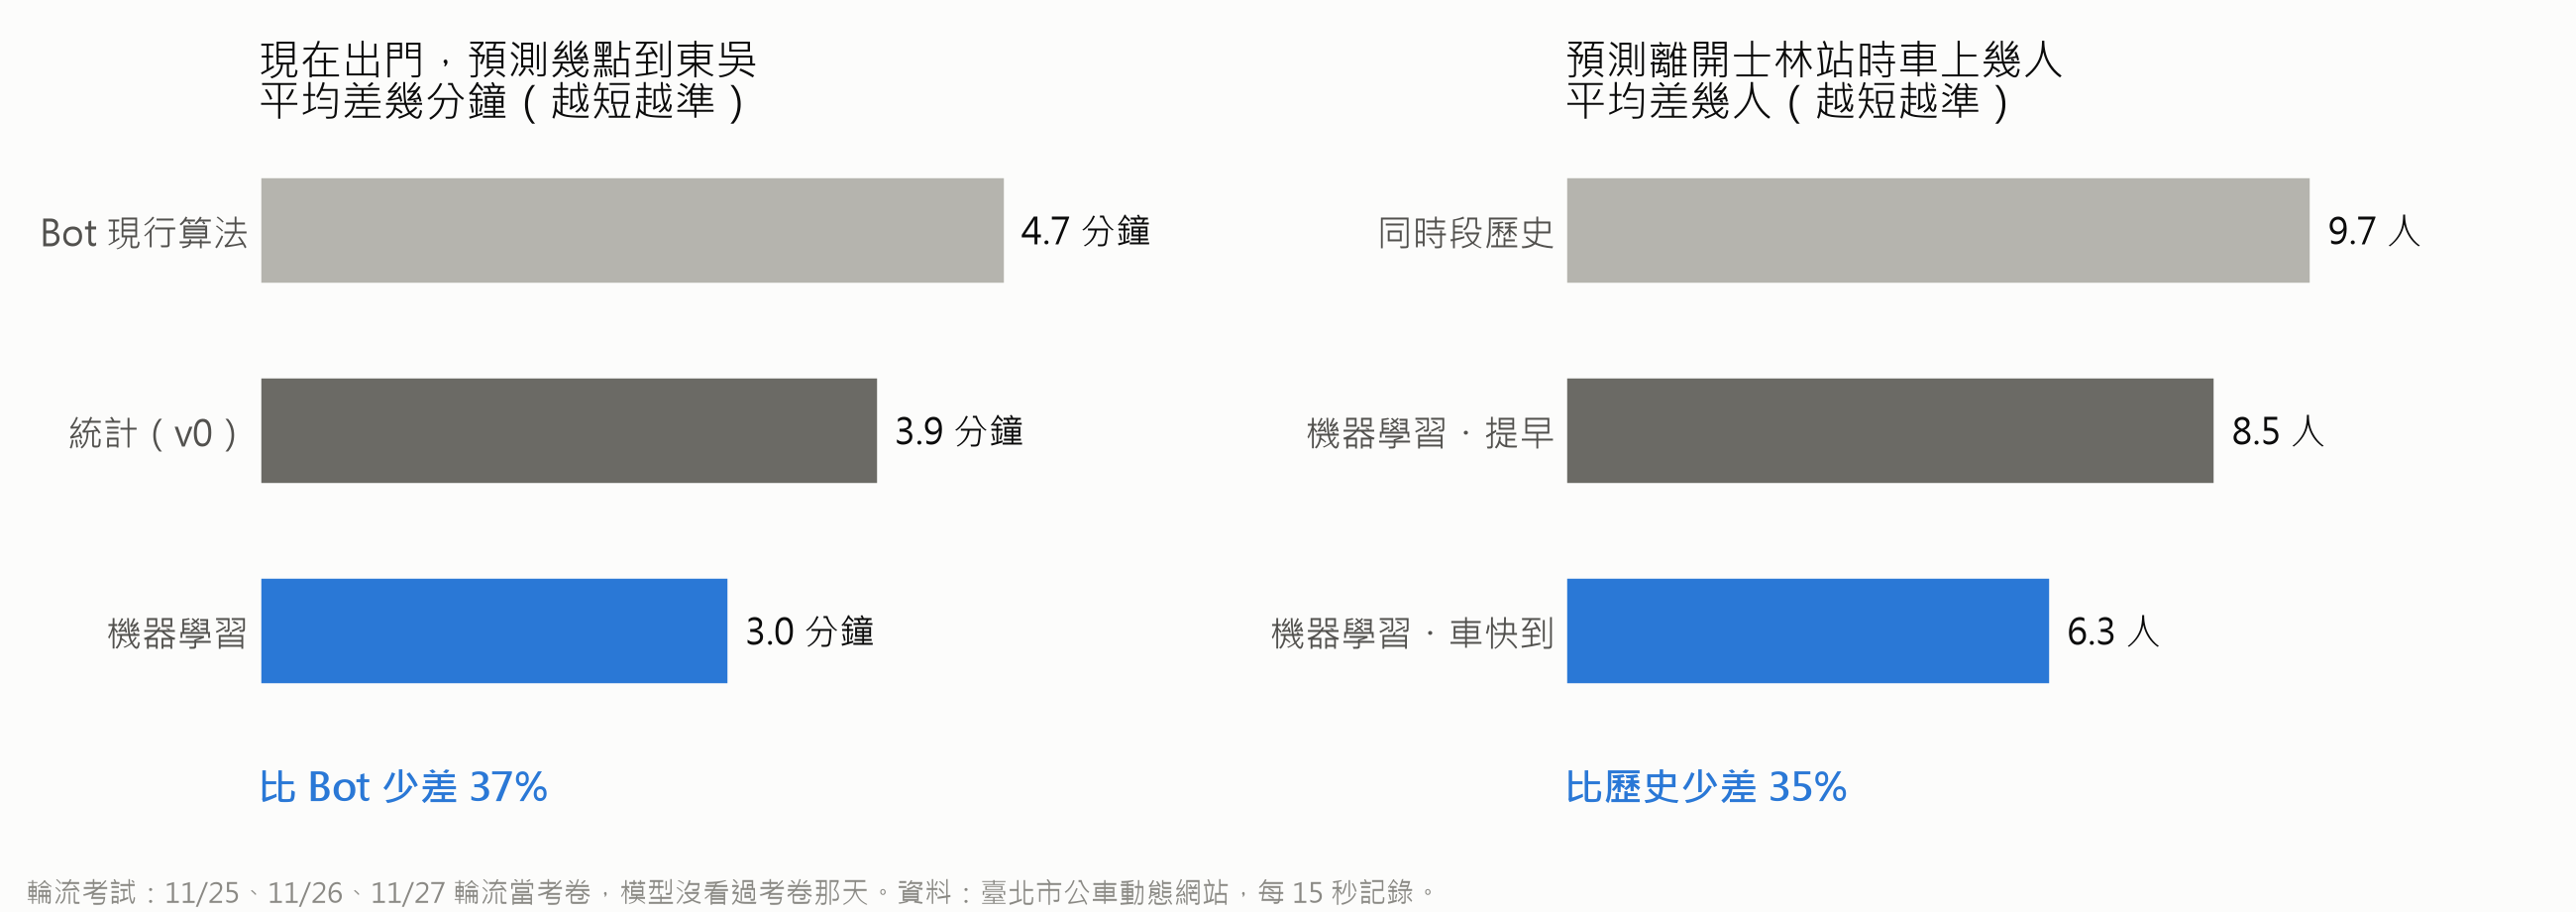 現在出門，預測幾點到東吳
平均差幾分鐘（越短越準）
Bot 現行算法
4.7 分鐘
統計（v0）
3.9 分鐘
機器學習
3.0 分鐘
比 Bot 少差 37%
預測離開士林站時車上幾人
平均差幾人（越短越準）
同時段歷史
9.7 人
機器學習．提早
8.5 人
機器學習．車快到
6.3 人
比歷史少差 35%
輪流考試：11/25、11/26、11/27 輪流當考卷，模型沒看過考卷那天。資料：臺北市公車動態網站，每 15 秒記錄。